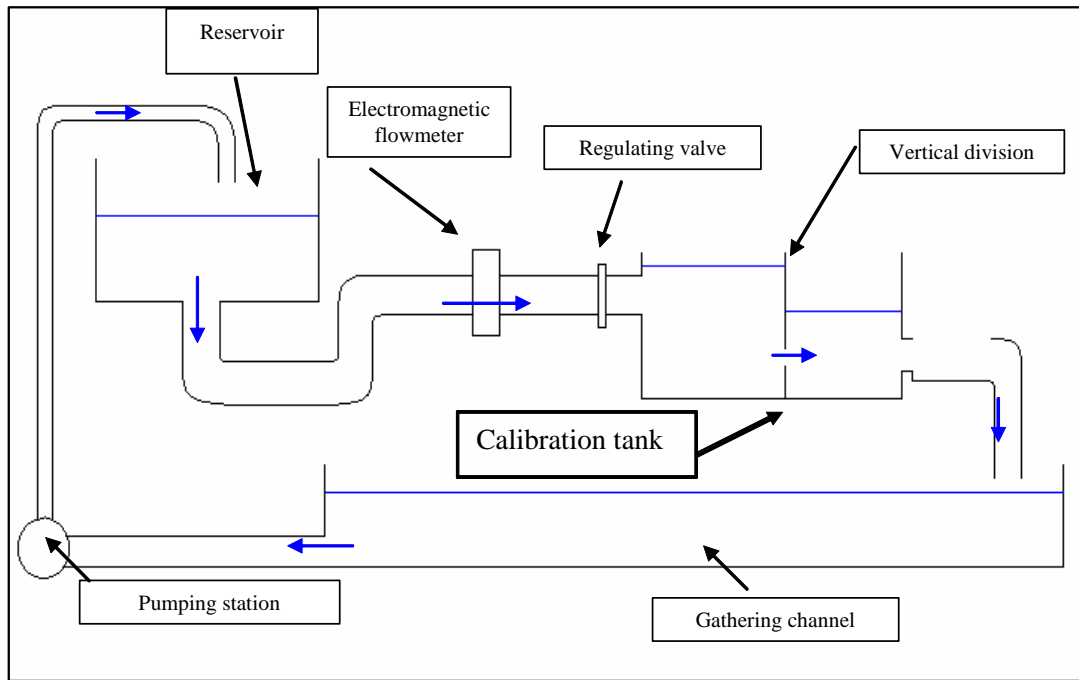 Reservoir
Electromagnetic
flowmeter
Regulating valve
Vertical division
Calibration tank
Pumping station
Gathering channel